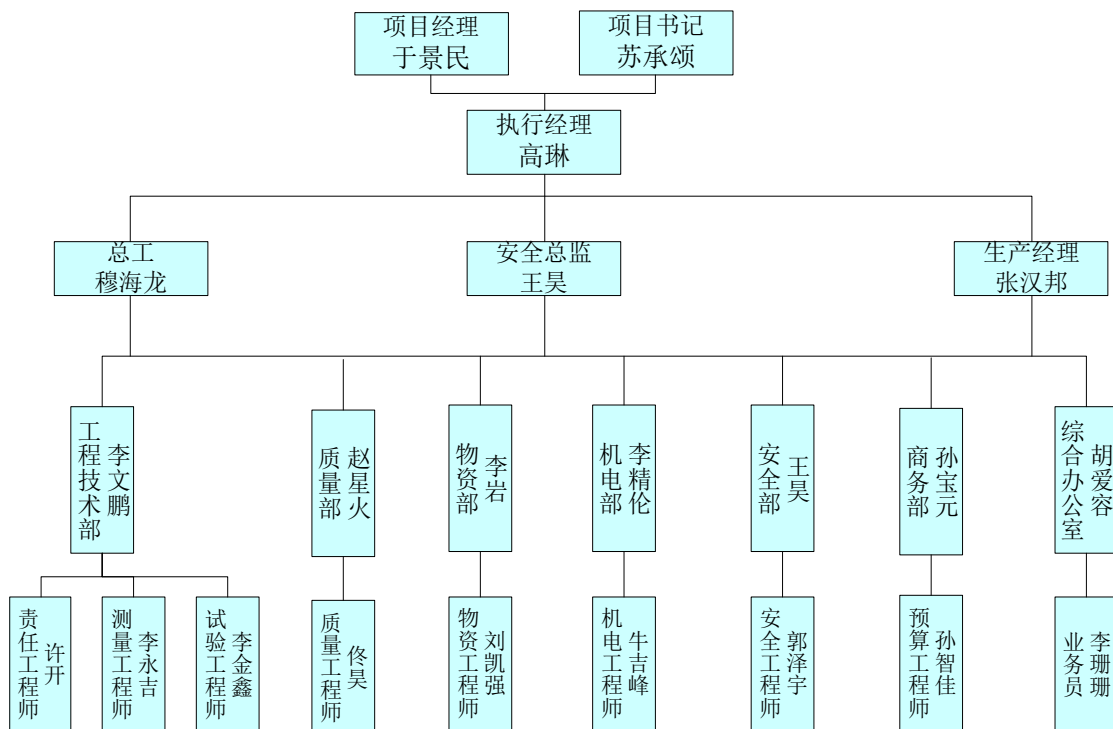 项目经理
于景民
项目书记
苏承颂
执行经理
高琳
总工
穆海龙
安全总监
王昊
生产经理
张汉邦
工程技术部
李文鹏
质量部
赵星火
物资部
李岩
机电部
李精伦
安全部
王昊
商务部
孙宝元
综合办公室
胡爱容
责任工程师
许开
测量工程师
李永吉
试验工程师
李金鑫
质量工程师
佟昊
物资工程师
刘凯强
机电工程师
牛吉峰
安全工程师
郭泽宇
预算工程师
孙智佳
业务员
李珊珊